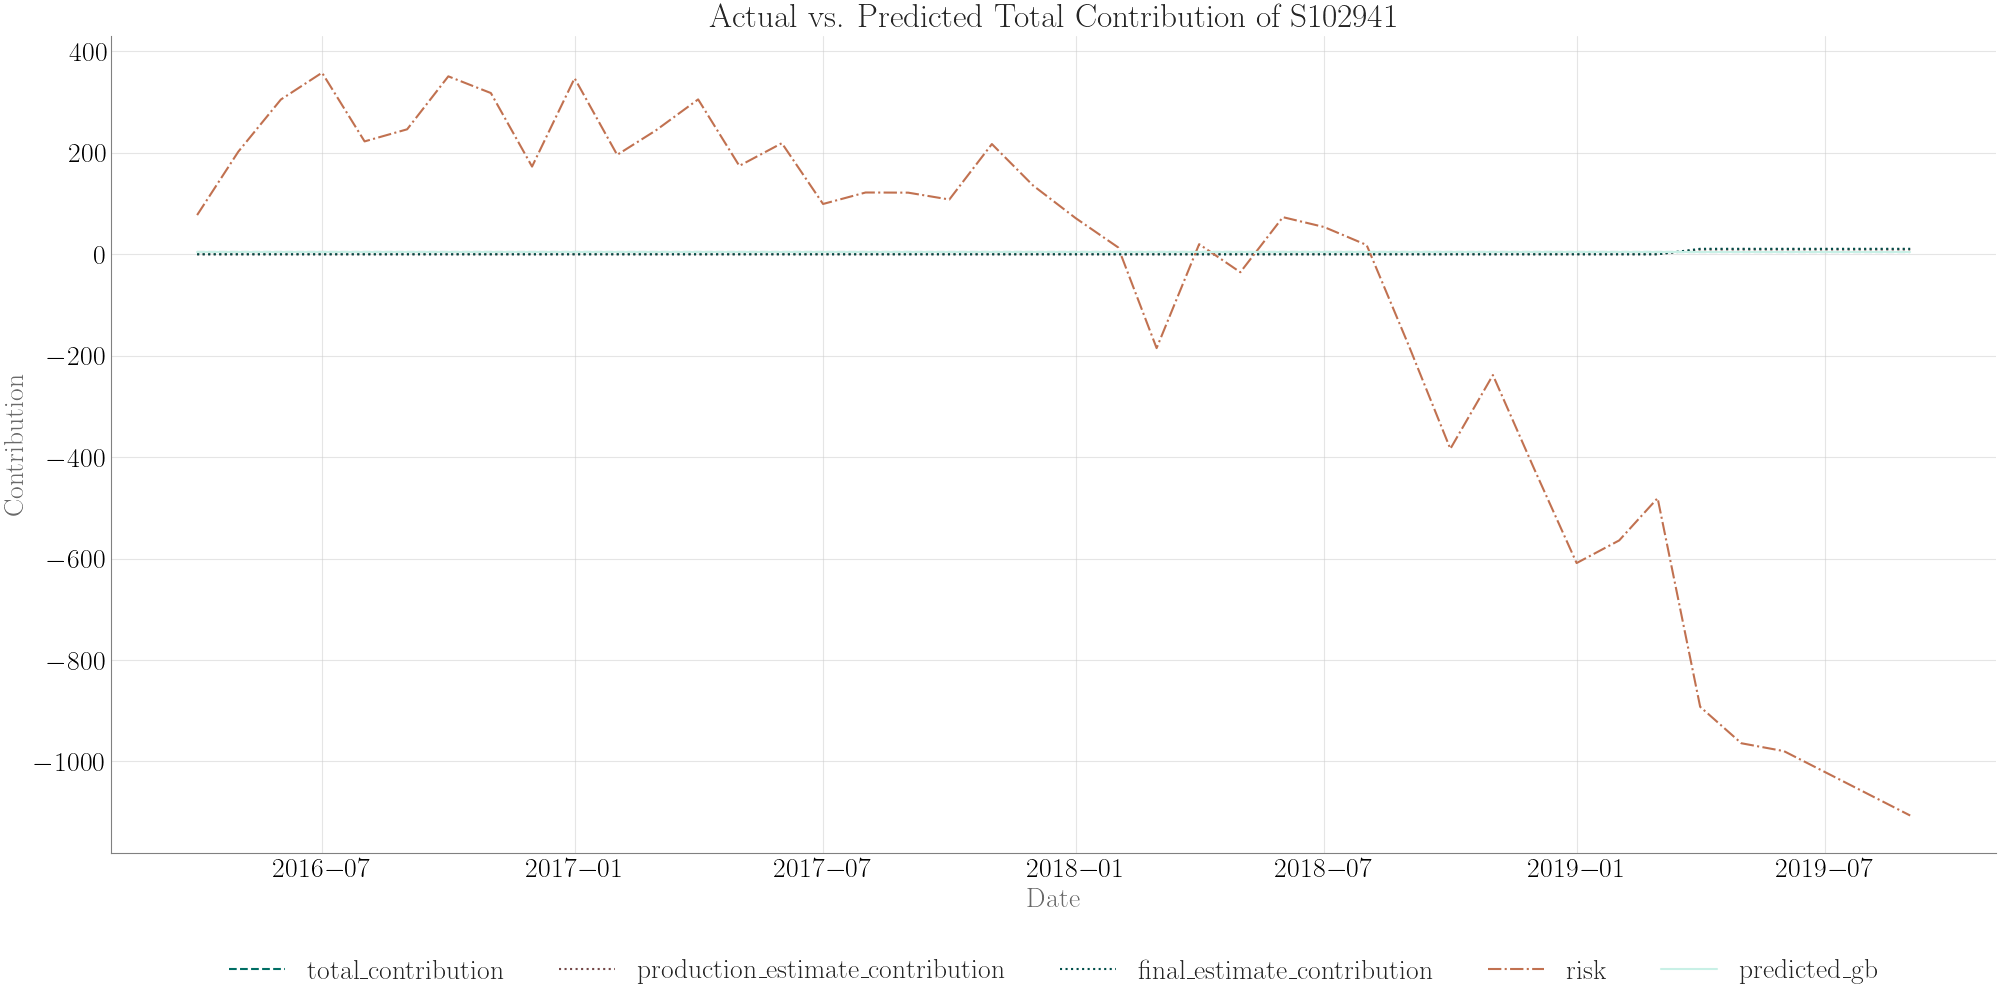 Actual vs. Predicted Total Contribution of S102941
400
200
0
−200
−400
−600
−800
−1000
Contribution
2016−07
2017−01
2017−07
2018−01
2018−07
2019−01
2019−07
Date
total_contribution
production_estimate_contribution
final_estimate_contribution
risk
predicted_gb